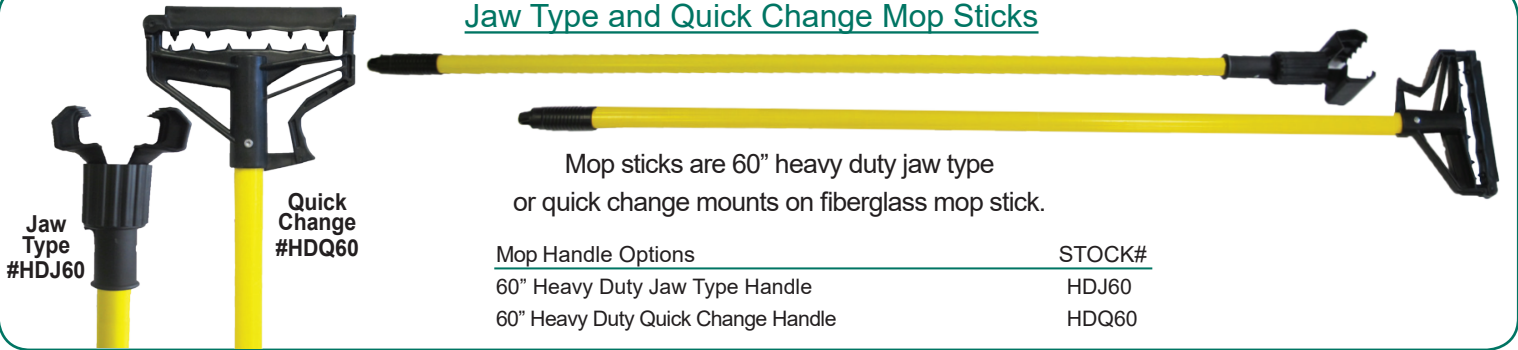 Jaw Type and Quick Change Mop Sticks
Jaw
Type
#HDJ60
Quick
Change
#HDQ60
Mop sticks are 60” heavy duty jaw type
or quick change mounts on fiberglass mop stick.
Mop Handle Options STOCK#
60” Heavy Duty Jaw Type Handle HDJ60
60” Heavy Duty Quick Change Handle HDQ60